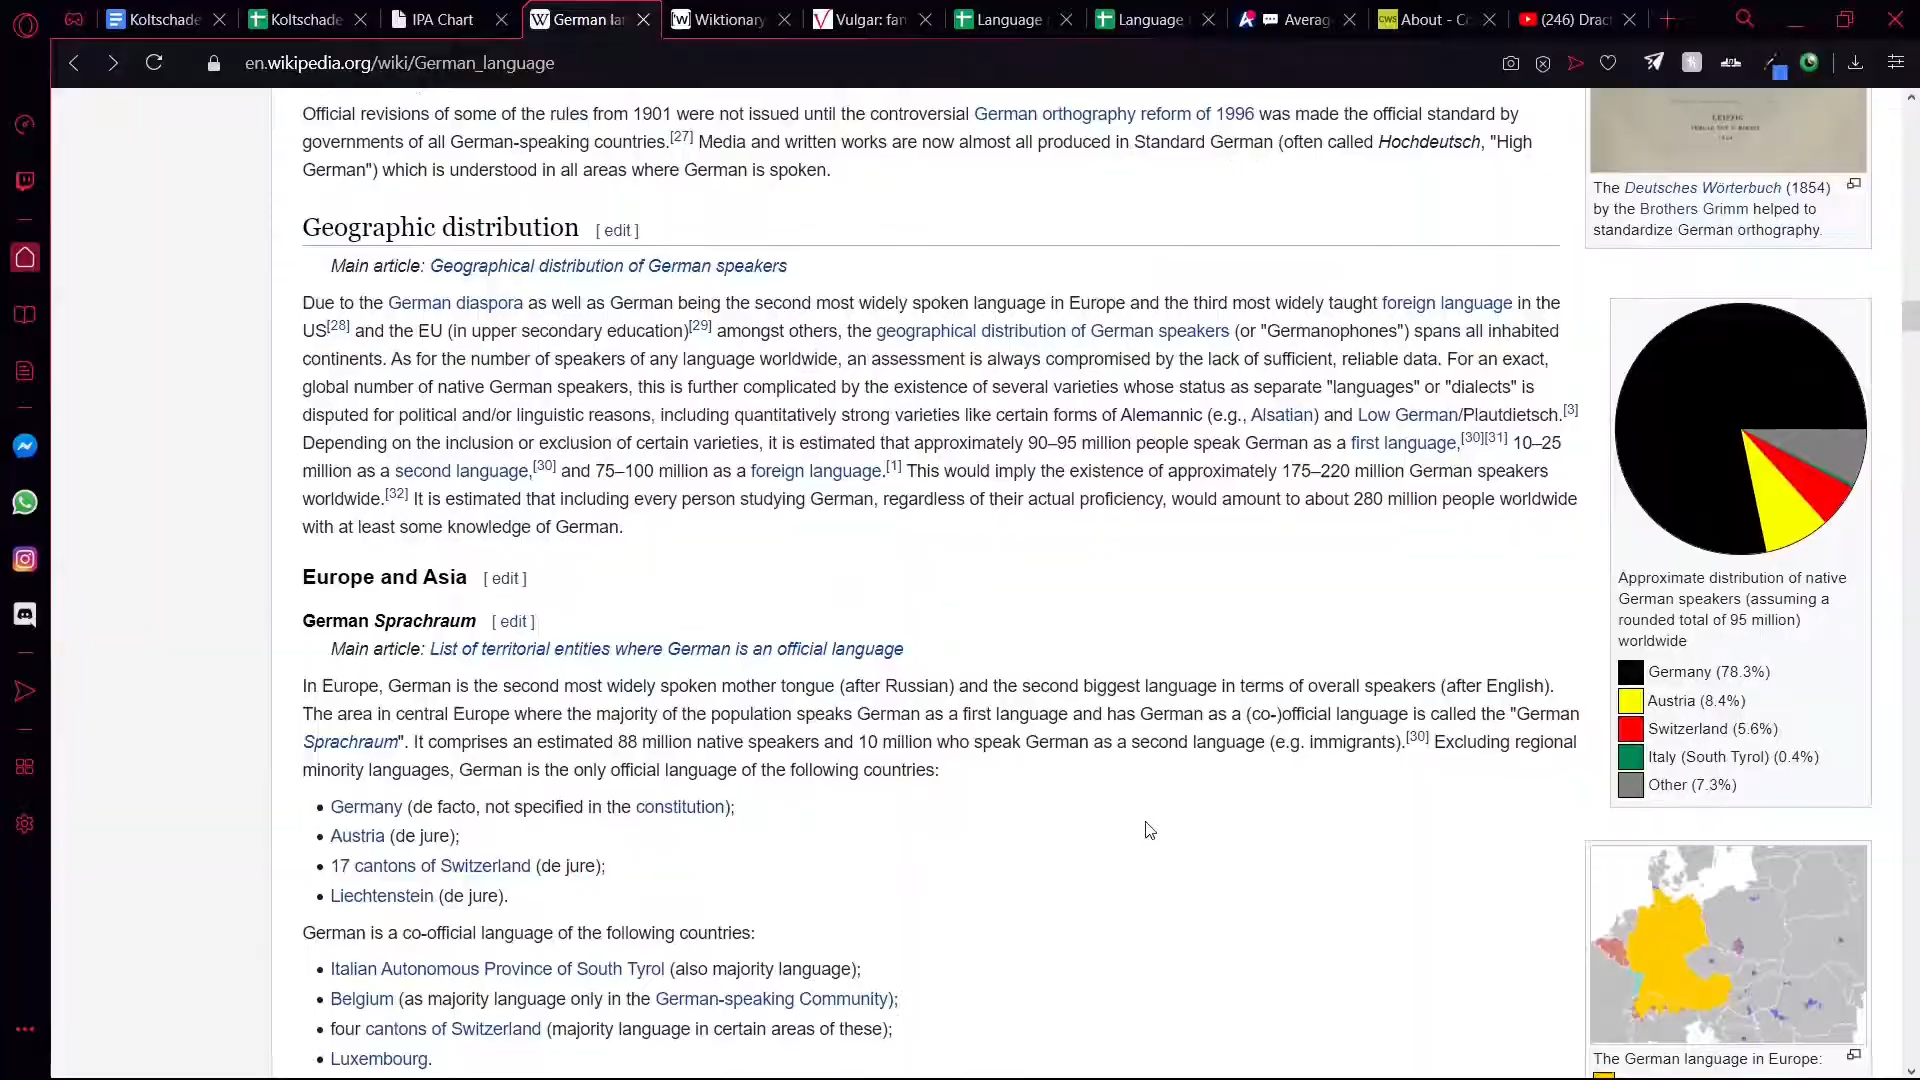 Koltschade
Koltschade
IPA Chart
German la
Wiktionary
Vulgar: fan
Language
Language
Averag
CWS
About - Co
(246) Drac
en.wikipedia.org/wiki/German_language
Official revisions of some of the rules from 1901 were not issued until the controversial German orthography reform of 1996 was made the official standard by
governments of all German-speaking countries.[27] Media and written works are now almost all produced in Standard German (often called Hochdeutsch, "High
German") which is understood in all areas where German is spoken.
Geographic distribution [ edit ]
Main article: Geographical distribution of German speakers
Due to the German diaspora as well as German being the second most widely spoken language in Europe and the third most widely taught foreign language in the
US[28] and the EU (in upper secondary education)[29] amongst others, the geographical distribution of German speakers (or "Germanophones") spans all inhabited
continents. As for the number of speakers of any language worldwide, an assessment is always compromised by the lack of sufficient, reliable data. For an exact,
global number of native German speakers, this is further complicated by the existence of several varieties whose status as separate "languages" or "dialects" is
disputed for political and/or linguistic reasons, including quantitatively strong varieties like certain forms of Alemannic (e.g., Alsatian) and Low German/Plautdietsch.[3]
Depending on the inclusion or exclusion of certain varieties, it is estimated that approximately 90–95 million people speak German as a first language,[30][31] 10–25
million as a second language,[30] and 75–100 million as a foreign language.[1] This would imply the existence of approximately 175–220 million German speakers
worldwide.[32] It is estimated that including every person studying German, regardless of their actual proficiency, would amount to about 280 million people worldwide
with at least some knowledge of German.
Europe and Asia [ edit ]
German Sprachraum [ edit ]
Main article: List of territorial entities where German is an official language
In Europe, German is the second most widely spoken mother tongue (after Russian) and the second biggest language in terms of overall speakers (after English).
The area in central Europe where the majority of the population speaks German as a first language and has German as a (co-)official language is called the "German
Sprachraum". It comprises an estimated 88 million native speakers and 10 million who speak German as a second language (e.g. immigrants).[30] Excluding regional
minority languages, German is the only official language of the following countries:
• Germany (de facto, not specified in the constitution);
• Austria (de jure);
• 17 cantons of Switzerland (de jure);
• Liechtenstein (de jure).
German is a co-official language of the following countries:
• Italian Autonomous Province of South Tyrol (also majority language);
• Belgium (as majority language only in the German-speaking Community);
• four cantons of Switzerland (majority language in certain areas of these);
• Luxembourg.
LEIPZIG
The Deutsches Wörterbuch (1854)
by the Brothers Grimm helped to
standardize German orthography.
Approximate distribution of native
German speakers (assuming a
rounded total of 95 million)
worldwide
Germany (78.3%)
Austria (8.4%)
Switzerland (5.6%)
Italy (South Tyrol) (0.4%)
Other (7.3%)
The German language in Europe: